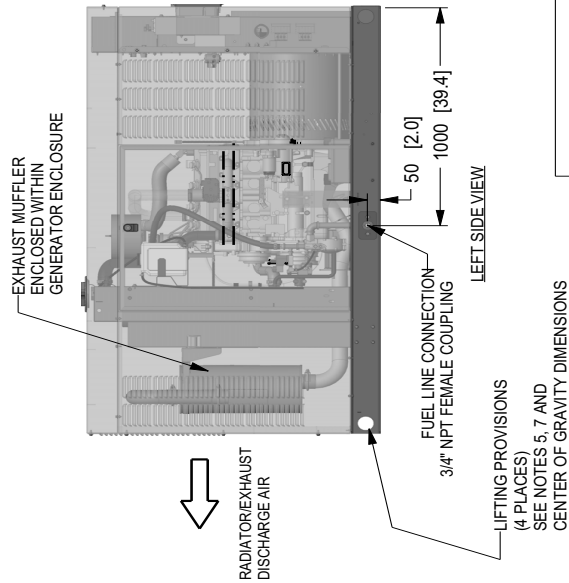 EXHAUST MUFFLER
ENCLOSED WITHIN
GENERATOR ENCLOSURE
RADIATOR/EXHAUST
DISCHARGE AIR
50 [2.0]
1000 [39.4]
FUEL LINE CONNECTION
3/4" NPT FEMALE COUPLING
LEFT SIDE VIEW
LIFTING PROVISIONS
(4 PLACES)
SEE NOTES 5, 7 AND
CENTER OF GRAVITY DIMENSIONS